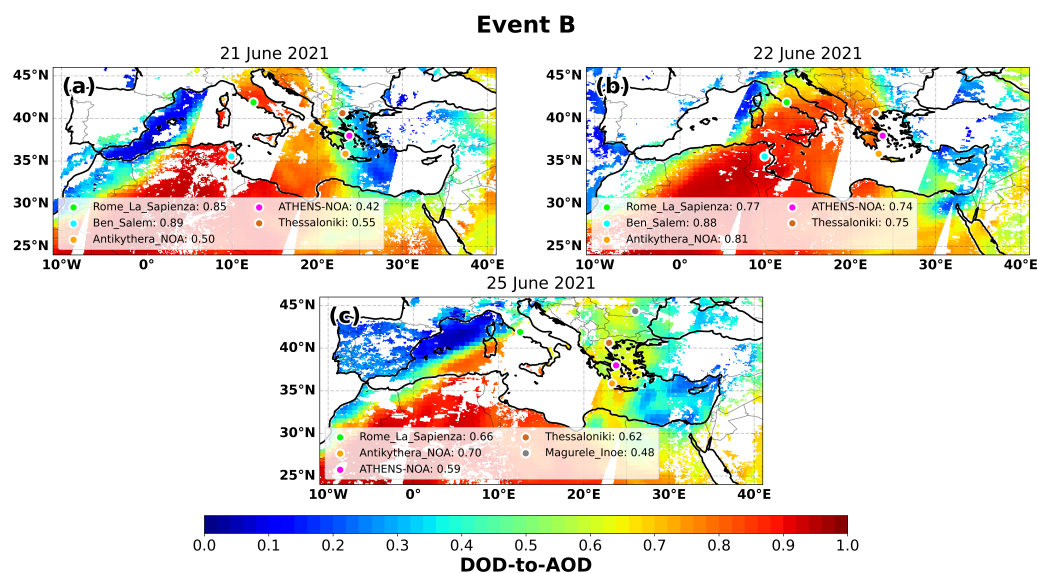 Event B
21 June 2021
22 June 2021
(a)
45°N
40°N
35°N
30°N
25°N
10°W 0° 10°E 20°E 30°E 40°E
Rome_La_Sapienza: 0.85
Ben_Salem: 0.89
Antikythera_NOA: 0.50
ATHENS-NOA: 0.42
Thessaloniki: 0.55
(b)
45°N
40°N
35°N
30°N
25°N
10°W 0° 10°E 20°E 30°E 40°E
Rome_La_Sapienza: 0.77
Ben_Salem: 0.88
Antikythera_NOA: 0.81
ATHENS-NOA: 0.74
Thessaloniki: 0.75
25 June 2021
(c)
45°N
40°N
35°N
30°N
25°N
10°W 0° 10°E 20°E 30°E 40°E
Rome_La_Sapienza: 0.66
Antikythera_NOA: 0.70
ATHENS-NOA: 0.59
Thessaloniki: 0.62
Magurele_Inoe: 0.48
0.0 0.1 0.2 0.3 0.4 0.5 0.6 0.7 0.8 0.9 1.0
DOD-to-AOD